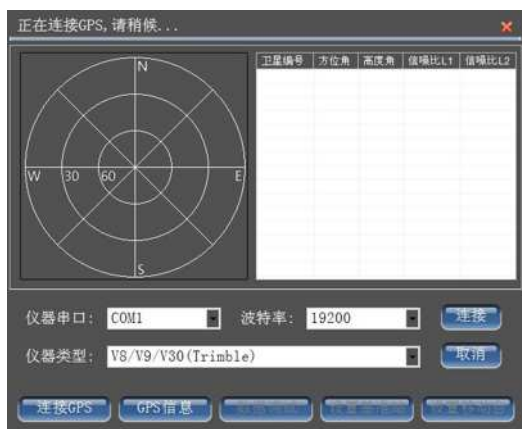 正在连接GPS,请稍候...
N
W 30 60 E
S
卫星编号 方位角 高度角 信噪比L1 信噪比L2
仪器串口: COM1 波特率: 19200 连接
仪器类型: V8/V9/V30(Trimble) 取消
连接GPS GPS信息